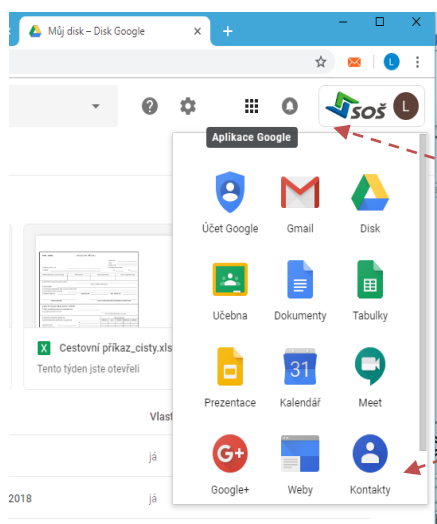 Můj disk – Disk Google
L
SOŠ
L
Aplikace Google
Účet Google
Gmail
Disk
Učebna
Dokumenty
Tabulky
31
Prezentace
Kalendář
Meet
G+
Google+
Weby
Kontakty
X
Cestovní příkaz_cisty.xls
Tento týden jste otevřeli
Vlast
já
2018
já